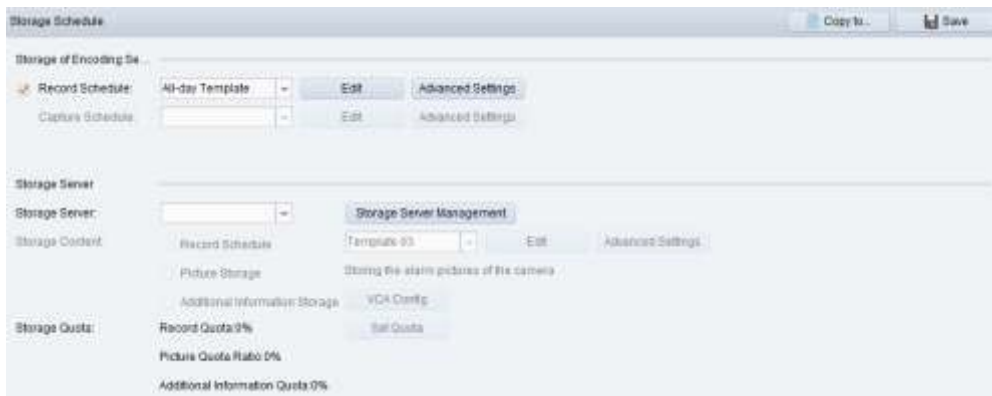 Storage Schedule Copy to... Save
Storage of Encoding Se...
Record Schedule: All-day Template Edit Advanced Settings
Capture Schedule: Edit Advanced Settings
Storage Server
Storage Server: Storage Server Management
Storage Content: Record Schedule Template 03 Edit Advanced Settings
Picture Storage Storing the alarm pictures of the camera
Additional Information Storage VCA Config
Storage Quota: Record Quota:0% Set Quota
Picture Quota Ratio:0%
Additional Information Quota:0%